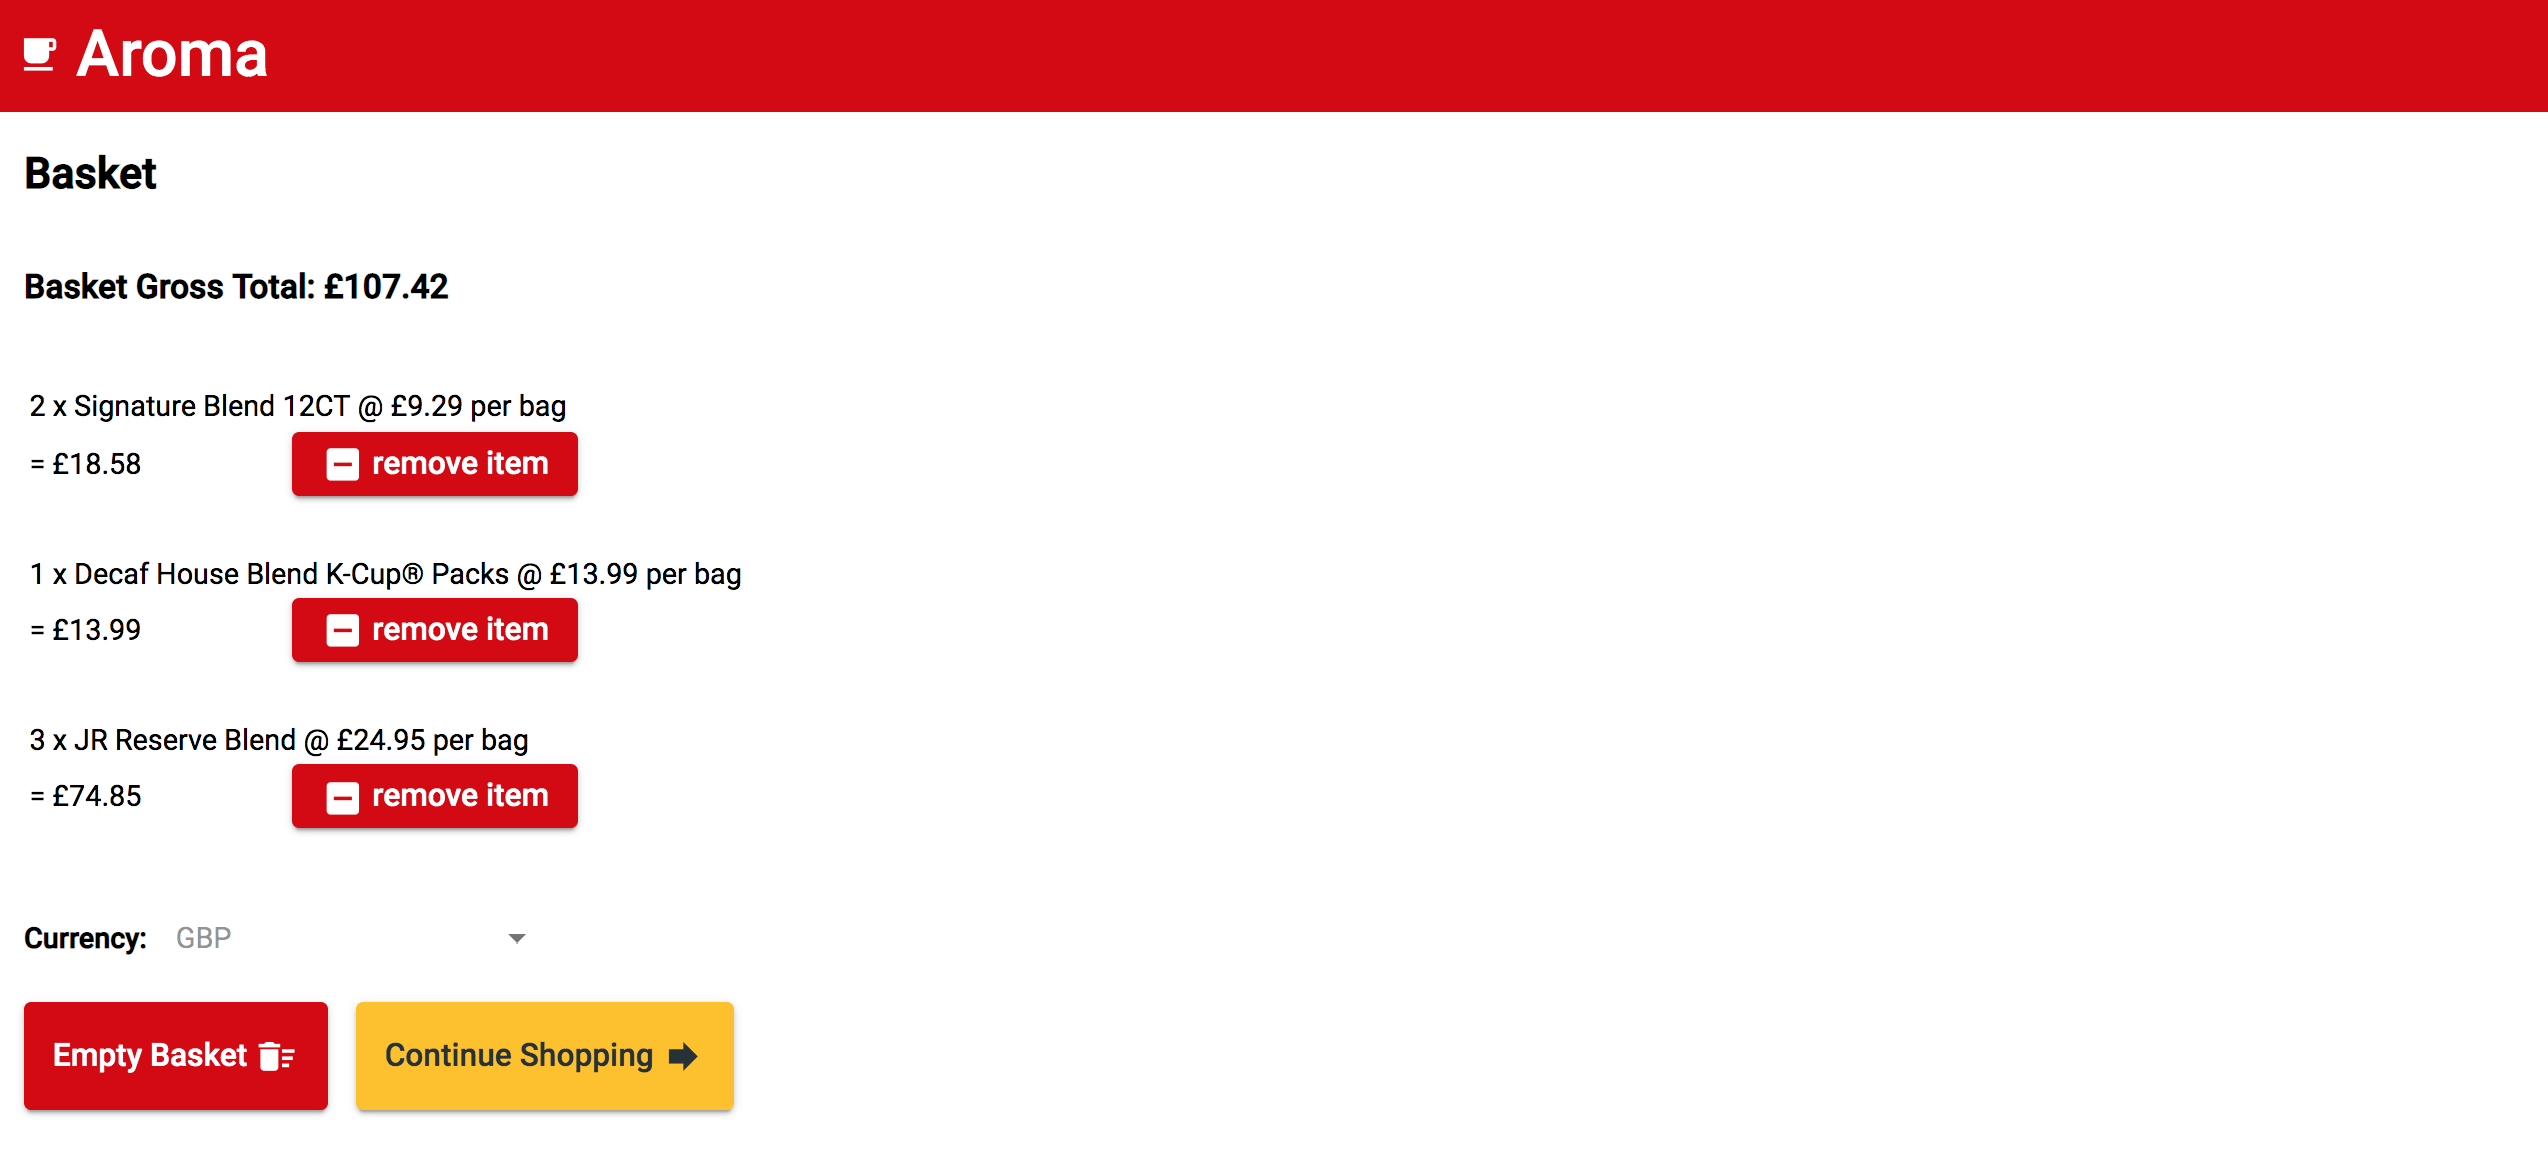 Aroma
Basket
Basket Gross Total: £107.42
2 x Signature Blend 12CT @ £9.29 per bag
= £18.58 remove item
1 x Decaf House Blend K-Cup® Packs @ £13.99 per bag
= £13.99 remove item
3 x JR Reserve Blend @ £24.95 per bag
= £74.85 remove item
Currency: GBP
Empty Basket Continue Shopping